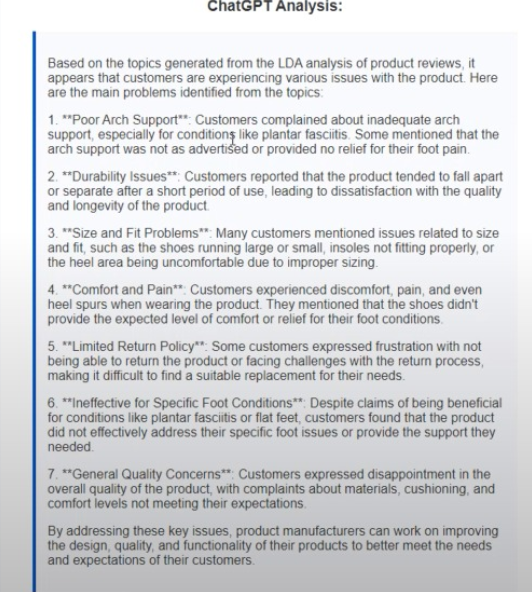 ChatGPT Analysis:
Based on the topics generated from the LDA analysis of product reviews, it
appears that customers are experiencing various issues with the product. Here
are the main problems identified from the topics:
1. **Poor Arch Support**: Customers complained about inadequate arch
support, especially for conditions like plantar fasciitis. Some mentioned that the
arch support was not as advertised or provided no relief for their foot pain.
2. **Durability Issues**: Customers reported that the product tended to fall apart
or separate after a short period of use, leading to dissatisfaction with the quality
and longevity of the product.
3. **Size and Fit Problems**: Many customers mentioned issues related to size
and fit, such as the shoes running large or small, insoles not fitting properly, or
the heel area being uncomfortable due to improper sizing.
4. **Comfort and Pain**: Customers experienced discomfort, pain, and even
heel spurs when wearing the product. They mentioned that the shoes didn't
provide the expected level of comfort or relief for their foot conditions.
5. **Limited Return Policy**: Some customers expressed frustration with not
being able to return the product or facing challenges with the return process,
making it difficult to find a suitable replacement for their needs.
6. **Ineffective for Specific Foot Conditions**: Despite claims of being beneficial
for conditions like plantar fasciitis or flat feet, customers found that the product
did not effectively address their specific foot issues or provide the support they
needed.
7. **General Quality Concerns**: Customers expressed disappointment in the
overall quality of the product, with complaints about materials, cushioning, and
comfort levels not meeting their expectations.
By addressing these key issues, product manufacturers can work on improving
the design, quality, and functionality of their products to better meet the needs
and expectations of their customers.